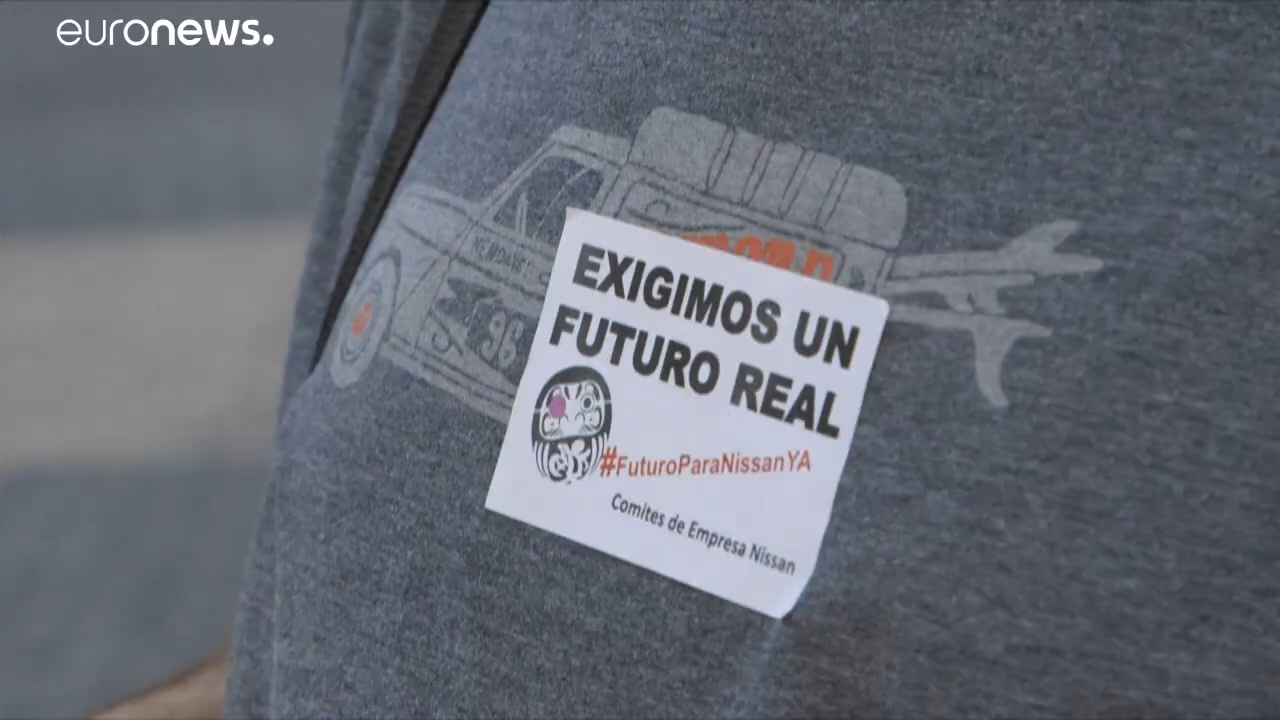 euronews.
EXIGIMOS UN
FUTURO REAL
#FuturoParaNissanYA
Comites de Empresa Nissan